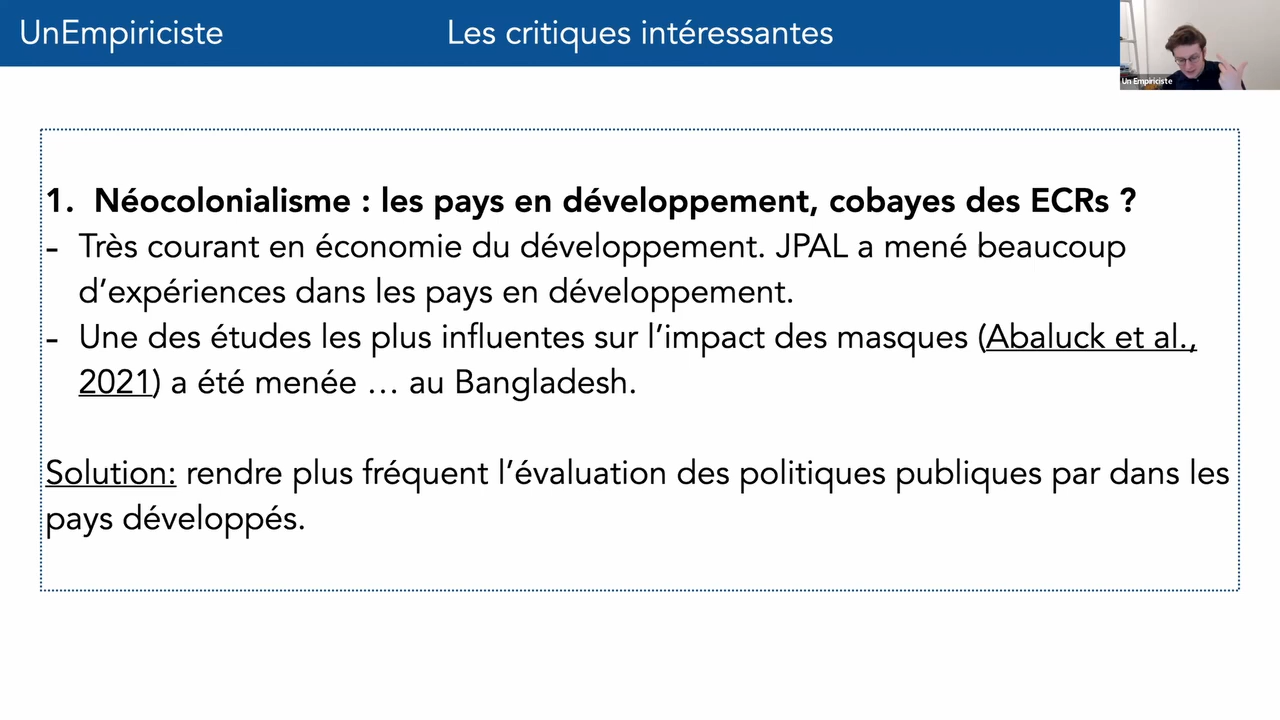 UnEmpiriciste
Les critiques intéressantes
Un Empiriciste
1. Néocolonialisme : les pays en développement, cobayes des ECRs ?
- Très courant en économie du développement. JPAL a mené beaucoup
d’expériences dans les pays en développement.
- Une des études les plus influentes sur l’impact des masques (Abaluck et al.,
2021) a été menée … au Bangladesh.
Solution: rendre plus fréquent l’évaluation des politiques publiques par dans les
pays développés.